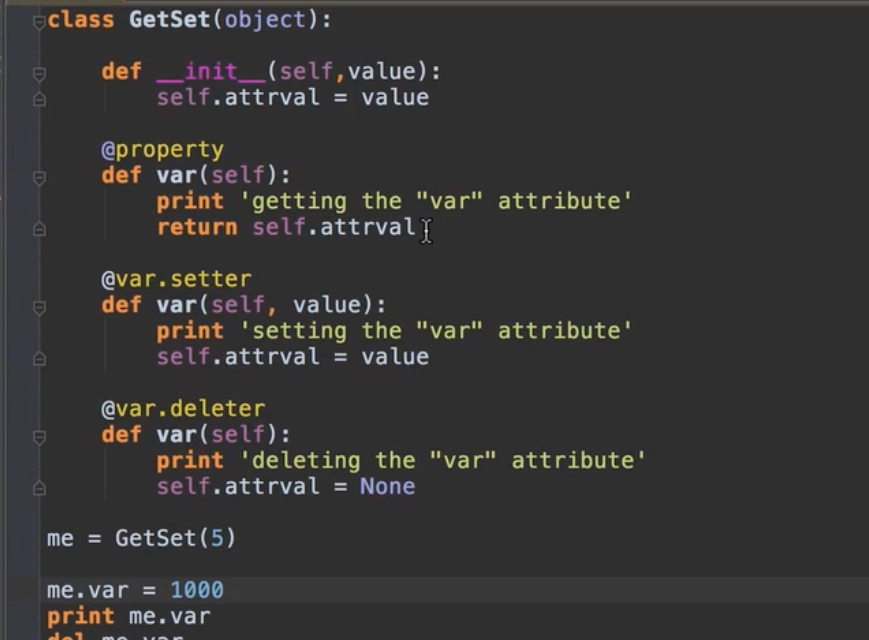 class GetSet(object):
    def __init__(self,value):
        self.attrval = value
    @property
    def var(self):
        print 'getting the "var" attribute'
        return self.attrval
    @var.setter
    def var(self, value):
        print 'setting the "var" attribute'
        self.attrval = value
    @var.deleter
    def var(self):
        print 'deleting the "var" attribute'
        self.attrval = None
me = GetSet(5)
me.var = 1000
print me.var
del me.var